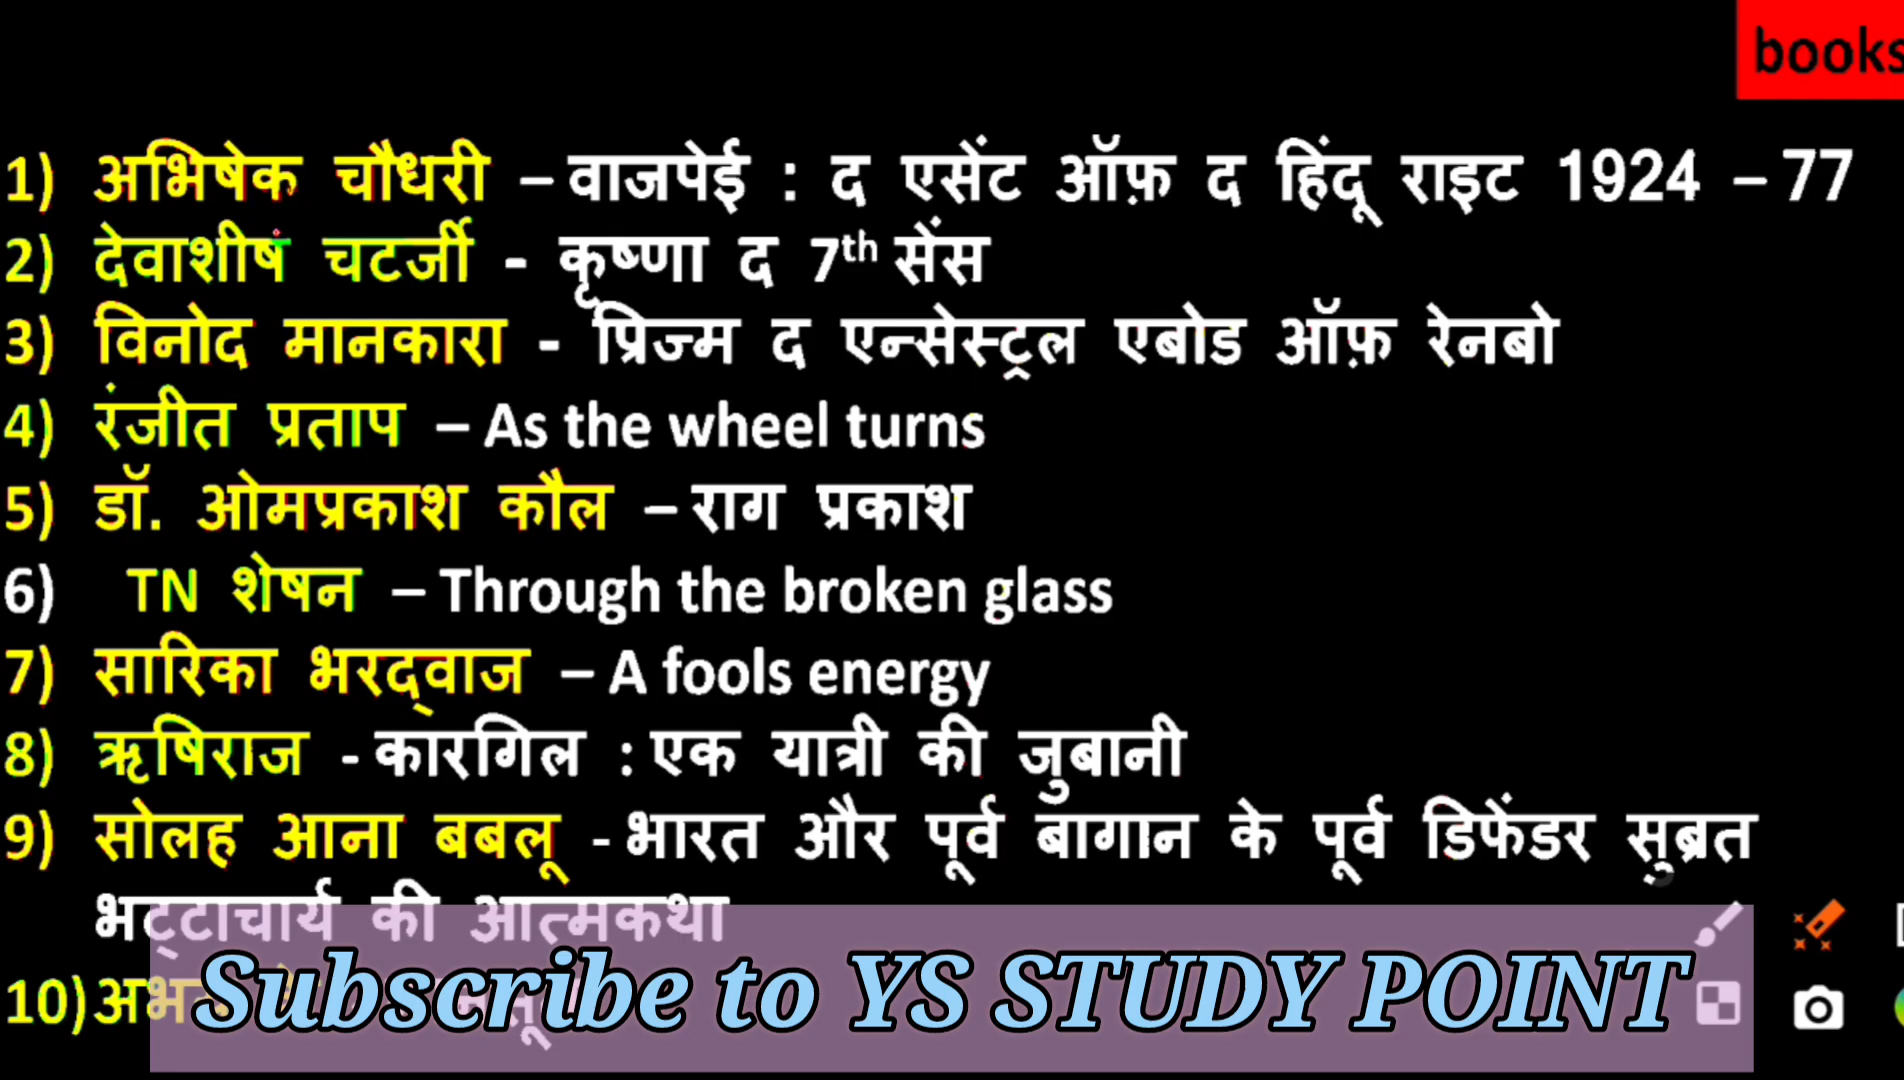 books
1) अभिषेक चौधरी – वाजपेई : द एसेंट ऑफ़ द हिंदू राइट 1924 – 77
2) देवाशीष चटर्जी - कृष्णा द 7th सेंस
3) विनोद मानकारा - प्रिज्म द एन्सेस्ट्रल एबोड ऑफ़ रेनबो
4) रंजीत प्रताप – As the wheel turns
5) डॉ. ओमप्रकाश कौल – राग प्रकाश
6) TN शेषन – Through the broken glass
7) सारिका भरद्वाज – A fools energy
8) ऋषिराज - कारगिल : एक यात्री की जुबानी
9) सोलह आना बबलू - भारत और पूर्व बागान के पूर्व डिफेंडर सुब्रत
भट्टाचार्य की आत्मकथा
10)
Subscribe to YS STUDY POINT